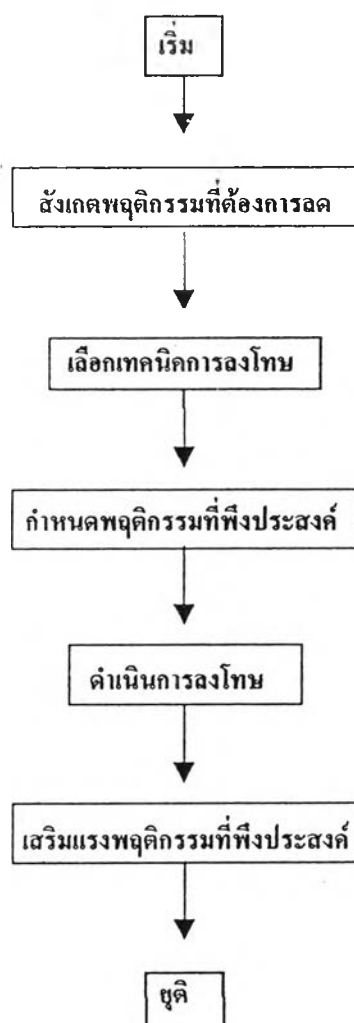 เริ่ม
สังเกตพฤติกรรมที่ต้องการลด
เลือกเทคนิคการลงโทษ
กำหนดพฤติกรรมที่พึงประสงค์
ดำเนินการลงโทษ
เสริมแรงพฤติกรรมที่พึงประสงค์
ยุติ